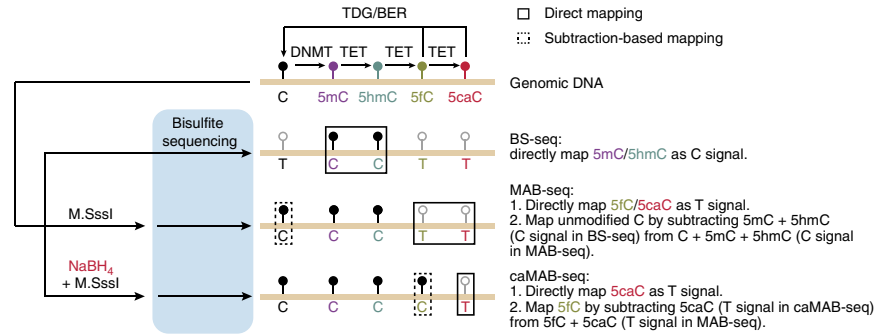 TDG/BER
Direct mapping
Subtraction-based mapping
DNMT TET TET TET
C 5mC 5hmC 5fC 5caC
Genomic DNA
Bisulfite
sequencing
T C C T T
BS-seq:
directly map 5mC/5hmC as C signal.
M.SssI
C C C T T
MAB-seq:
1. Directly map 5fC/5caC as T signal.
2. Map unmodified C by subtracting 5mC + 5hmC
(C signal in BS-seq) from C + 5mC + 5hmC (C signal
in MAB-seq).
NaBH4
+ M.SssI
C C C C T
caMAB-seq:
1. Directly map 5caC as T signal.
2. Map 5fC by subtracting 5caC (T signal in caMAB-seq)
from 5fC + 5caC (T signal in MAB-seq).